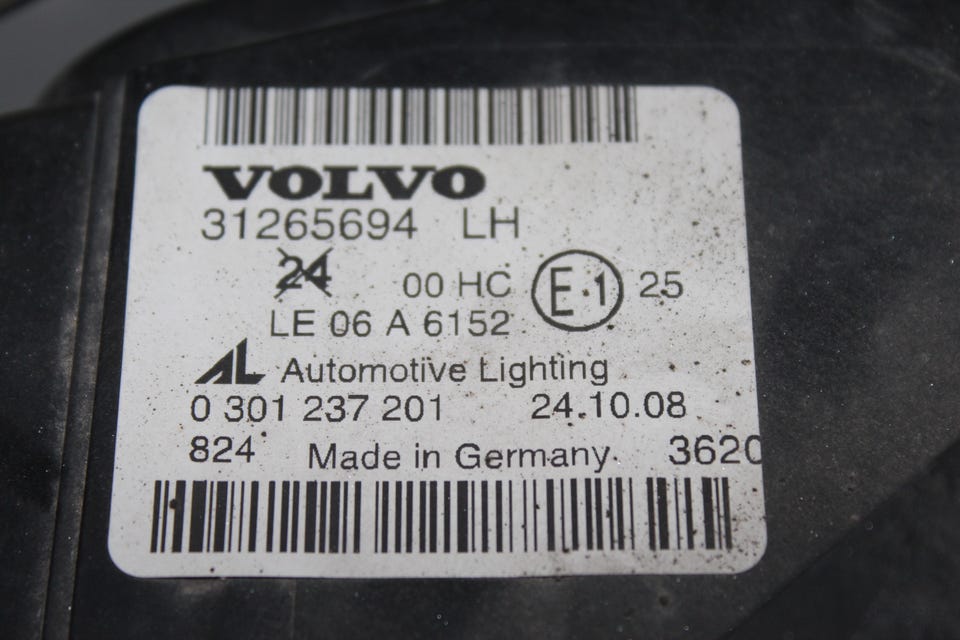 VOLVO
31265694 LH
24 00 HC E 1 25
LE 06 A 6152
AL Automotive Lighting
0 301 237 201 24.10.08
824 Made in Germany 3620